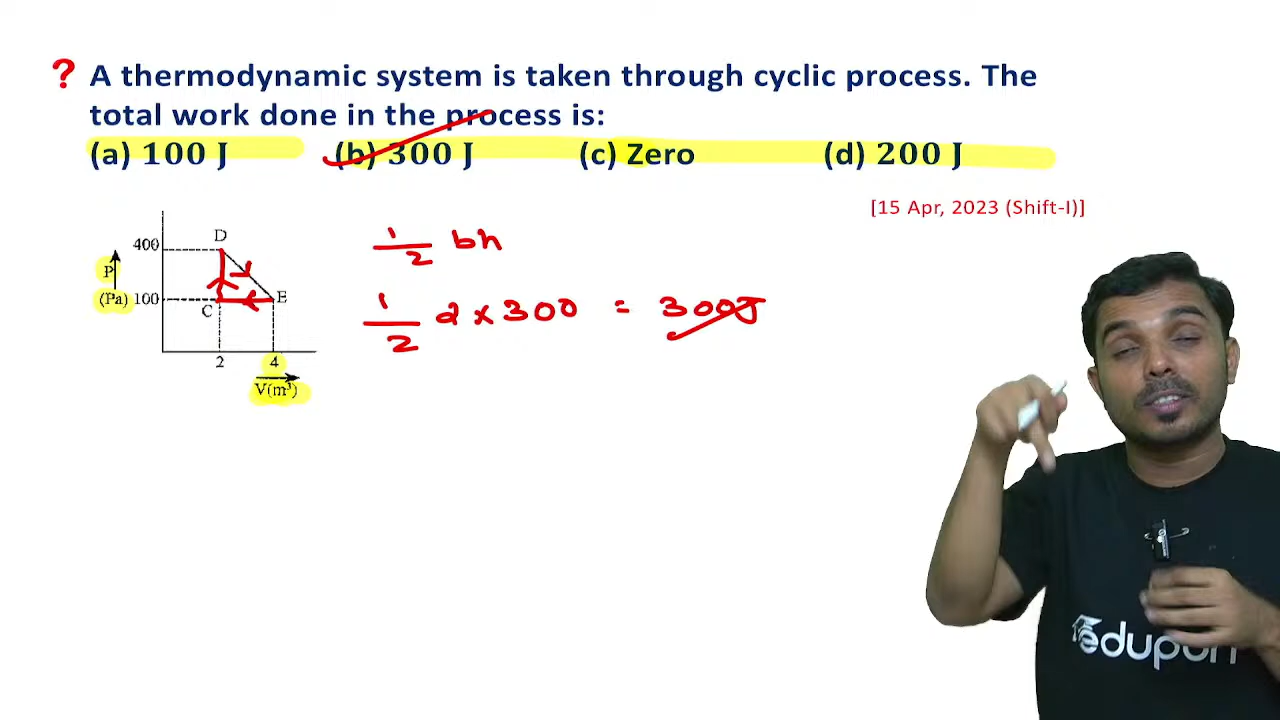 ? A thermodynamic system is taken through cyclic process. The
total work done in the process is:
(a) 100 J (b) 300 J (c) Zero (d) 200 J
[15 Apr, 2023 (Shift-I)]
D
400
P
(Pa) 100
C
E
2 4
V(m³)
1/2 bh
1/2 2 × 300 = 300J
edupun